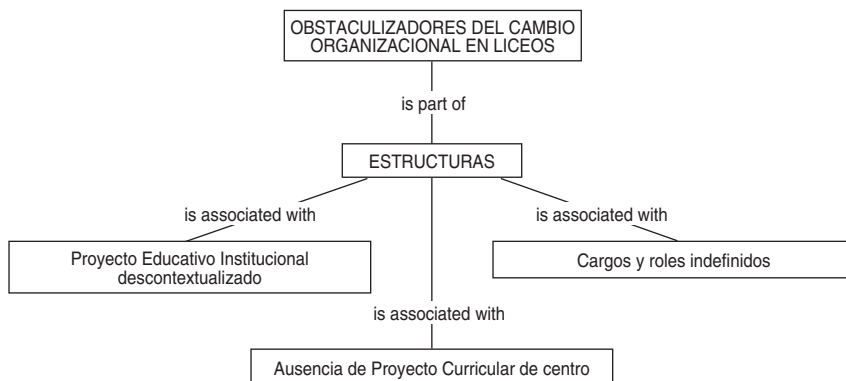 OBSTACULIZADORES DEL CAMBIO
ORGANIZACIONAL EN LICEOS
is part of
ESTRUCTURAS
is associated with
is associated with
Proyecto Educativo Institucional
descontextualizado
Cargos y roles indefinidos
is associated with
Ausencia de Proyecto Curricular de centro